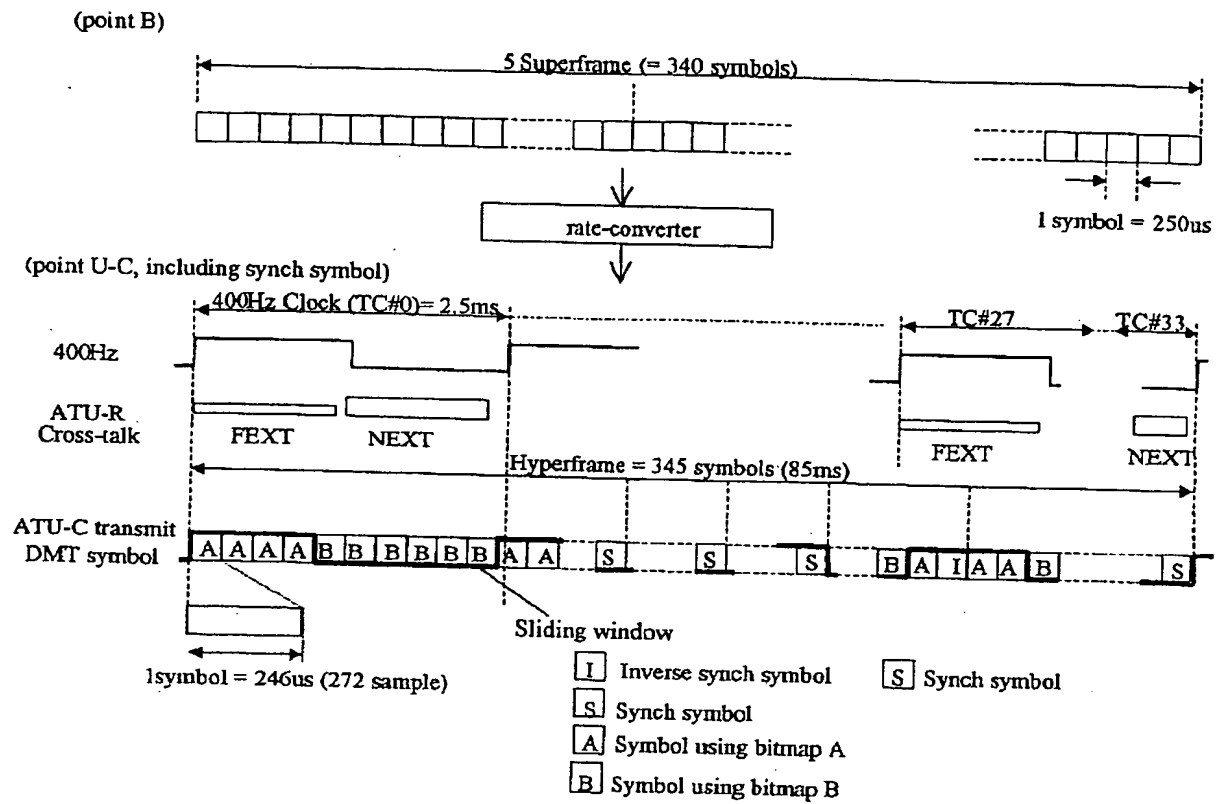 (point B)
5 Superframe (= 340 symbols)
1 symbol = 250us
rate-converter
(point U-C, including synch symbol)
400Hz Clock (TC#0)= 2.5ms
TC#27
TC#33
400Hz
ATU-R
Cross-talk
FEXT
NEXT
FEXT
NEXT
Hyperframe = 345 symbols (85ms)
ATU-C transmit
DMT symbol
A A A A B B B B B B A A S S S B A I A A B S
Sliding window
1symbol = 246us (272 sample)
I Inverse synch symbol
S Synch symbol
S Synch symbol
A Symbol using bitmap A
B Symbol using bitmap B